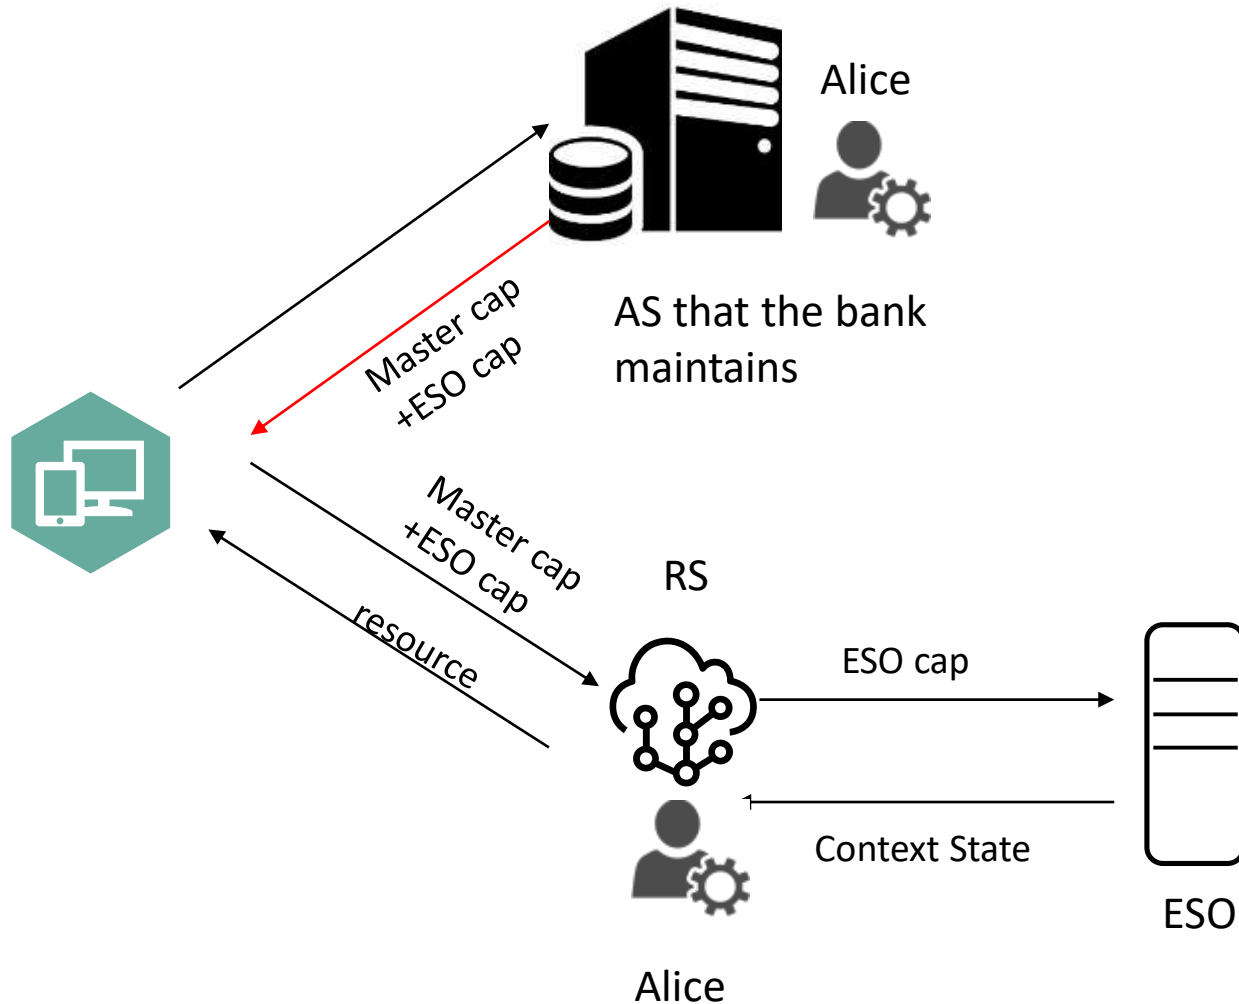 Alice
AS that the bank
maintains
Master cap
+ESO cap
Master cap
+ESO cap
resource
RS
ESO cap
Context State
ESO
Alice